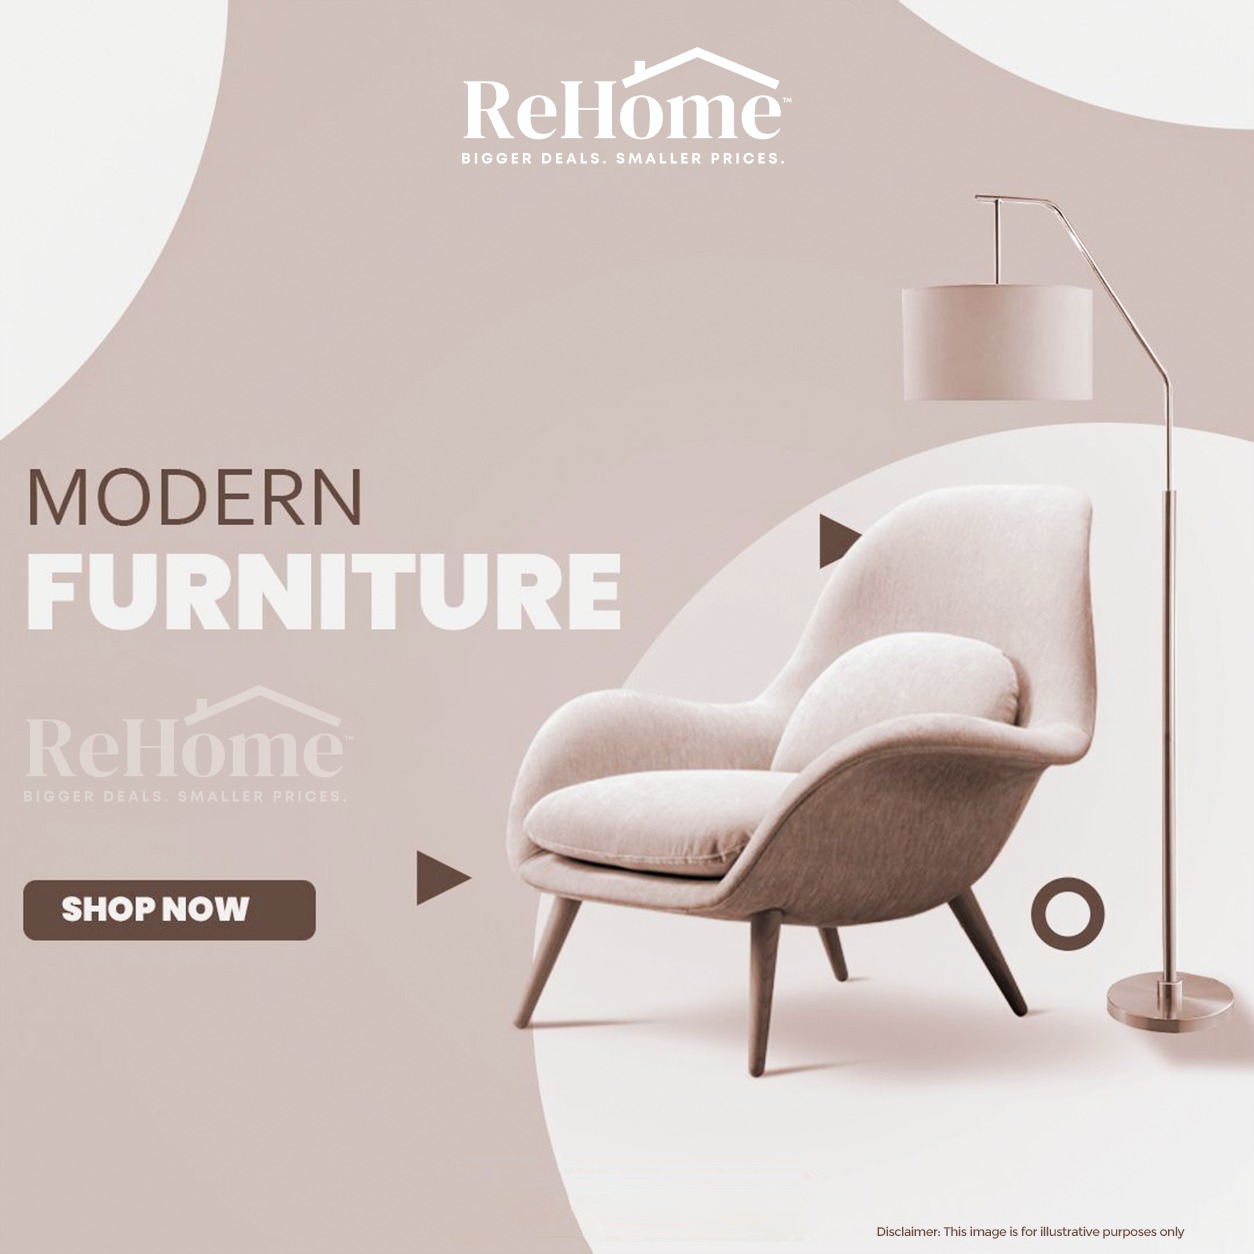 ReHome™
BIGGER DEALS. SMALLER PRICES.
MODERN
FURNITURE
ReHome™
BIGGER DEALS. SMALLER PRICES.
SHOP NOW
Disclaimer: This image is for illustrative purposes only